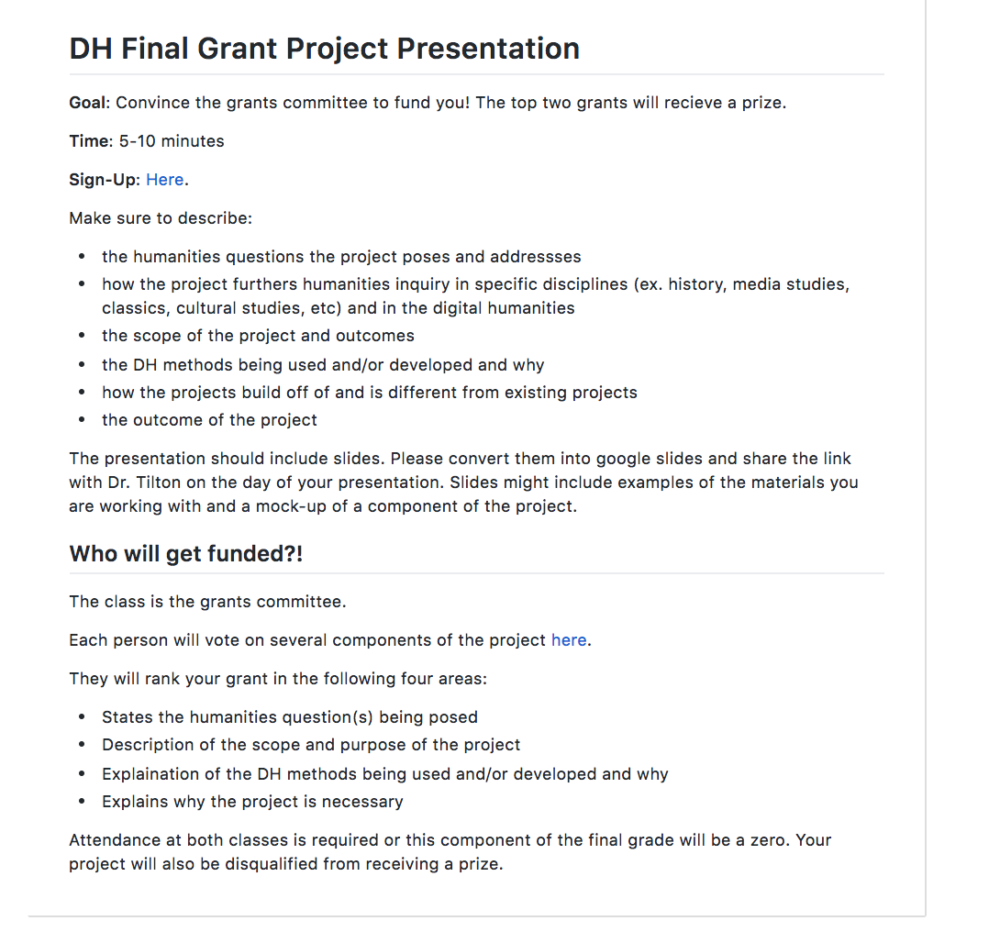 DH Final Grant Project Presentation
Goal: Convince the grants committee to fund you! The top two grants will recieve a prize.
Time: 5-10 minutes
Sign-Up: Here.
Make sure to describe:
• the humanities questions the project poses and addressses
• how the project furthers humanities inquiry in specific disciplines (ex. history, media studies,
classics, cultural studies, etc) and in the digital humanities
• the scope of the project and outcomes
• the DH methods being used and/or developed and why
• how the projects build off of and is different from existing projects
• the outcome of the project
The presentation should include slides. Please convert them into google slides and share the link
with Dr. Tilton on the day of your presentation. Slides might include examples of the materials you
are working with and a mock-up of a component of the project.
Who will get funded?!
The class is the grants committee.
Each person will vote on several components of the project here.
They will rank your grant in the following four areas:
• States the humanities question(s) being posed
• Description of the scope and purpose of the project
• Explaination of the DH methods being used and/or developed and why
• Explains why the project is necessary
Attendance at both classes is required or this component of the final grade will be a zero. Your
project will also be disqualified from receiving a prize.